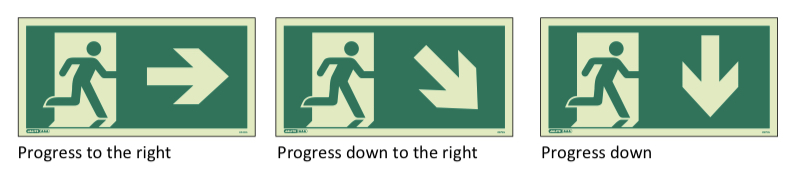 Progress to the right
Progress down to the right
Progress down